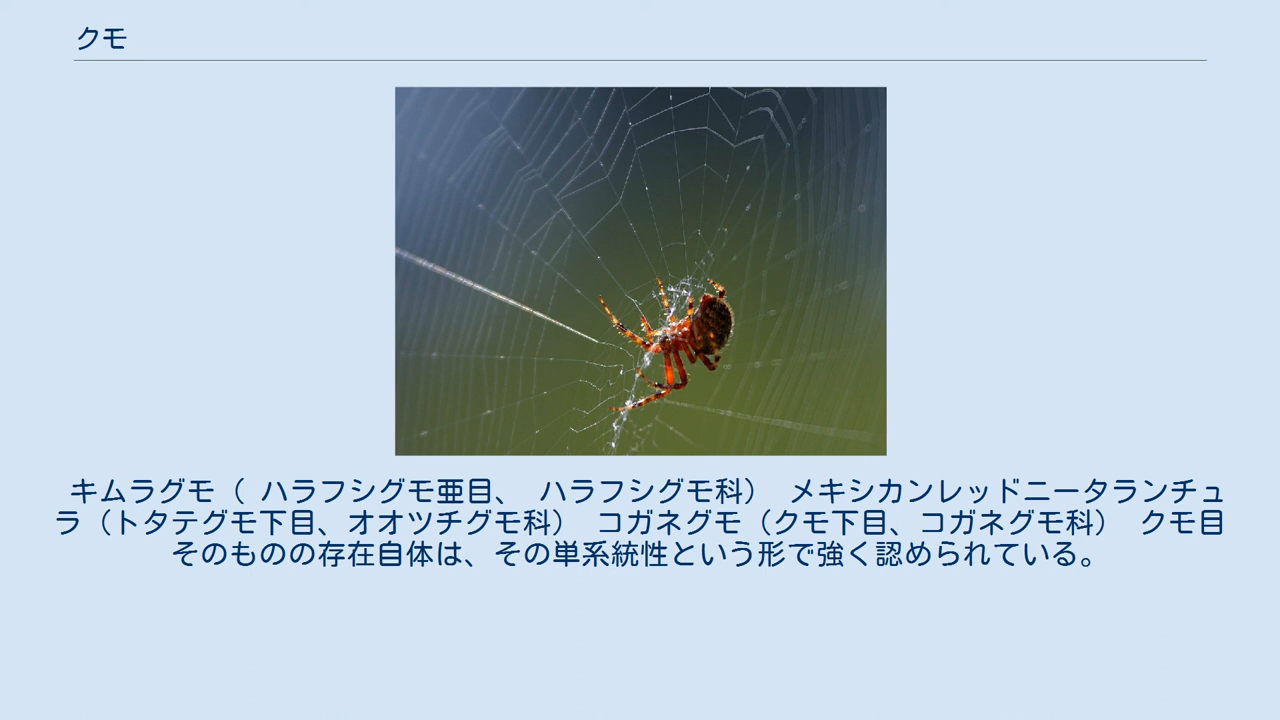 クモ
キムラグモ（ ハラフシグモ亜目、 ハラフシグモ科） メキシカンレッドニータランチュ
ラ（トタテグモ下目、オオツチグモ科） コガネグモ（クモ下目、コガネグモ科） クモ目
そのものの存在自体は、その単系統性という形で強く認められている。